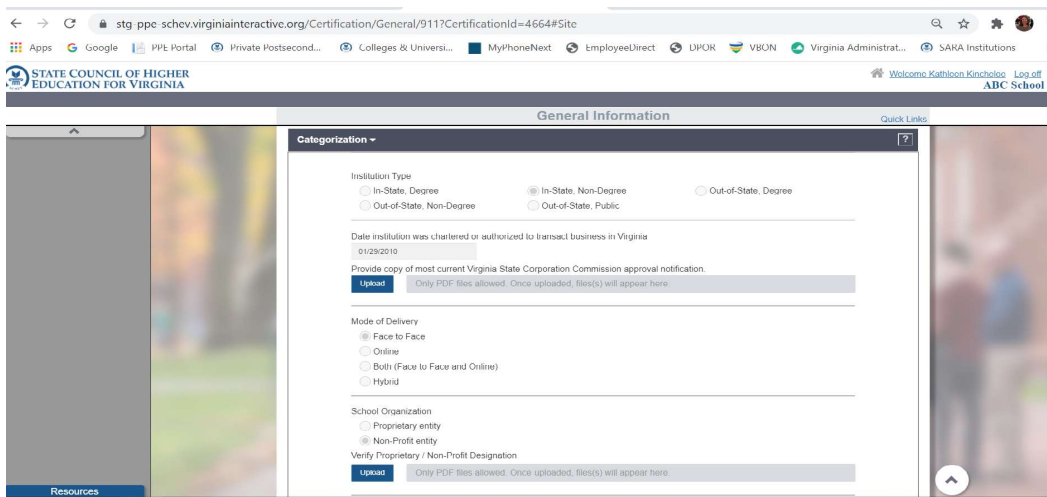 stg-ppe-schev.virginiainteractive.org/Certification/General/911?CertificationId=4664#Site
Apps Google PPE Portal Private Postsecond... Colleges & Universi... MyPhoneNext EmployeeDirect DPOR VBON Virginia Administrat... SARA Institutions
STATE COUNCIL OF HIGHER
EDUCATION FOR VIRGINIA
Welcome Kathleen Kincheloe Log off
ABC School
General Information
Quick Links
Categorization
?
Institution Type
In-State, Degree In-State, Non-Degree Out-of-State, Degree
Out-of-State, Non-Degree Out-of-State, Public
Date institution was chartered or authorized to transact business in Virginia
01/29/2010
Provide copy of most current Virginia State Corporation Commission approval notification.
Upload Only PDF files allowed. Once uploaded, files(s) will appear here.
Mode of Delivery
Face to Face
Online
Both (Face to Face and Online)
Hybrid
School Organization
Proprietary entity
Non-Profit entity
Verify Proprietary / Non-Profit Designation
Upload Only PDF files allowed. Once uploaded, files(s) will appear here.
Resources